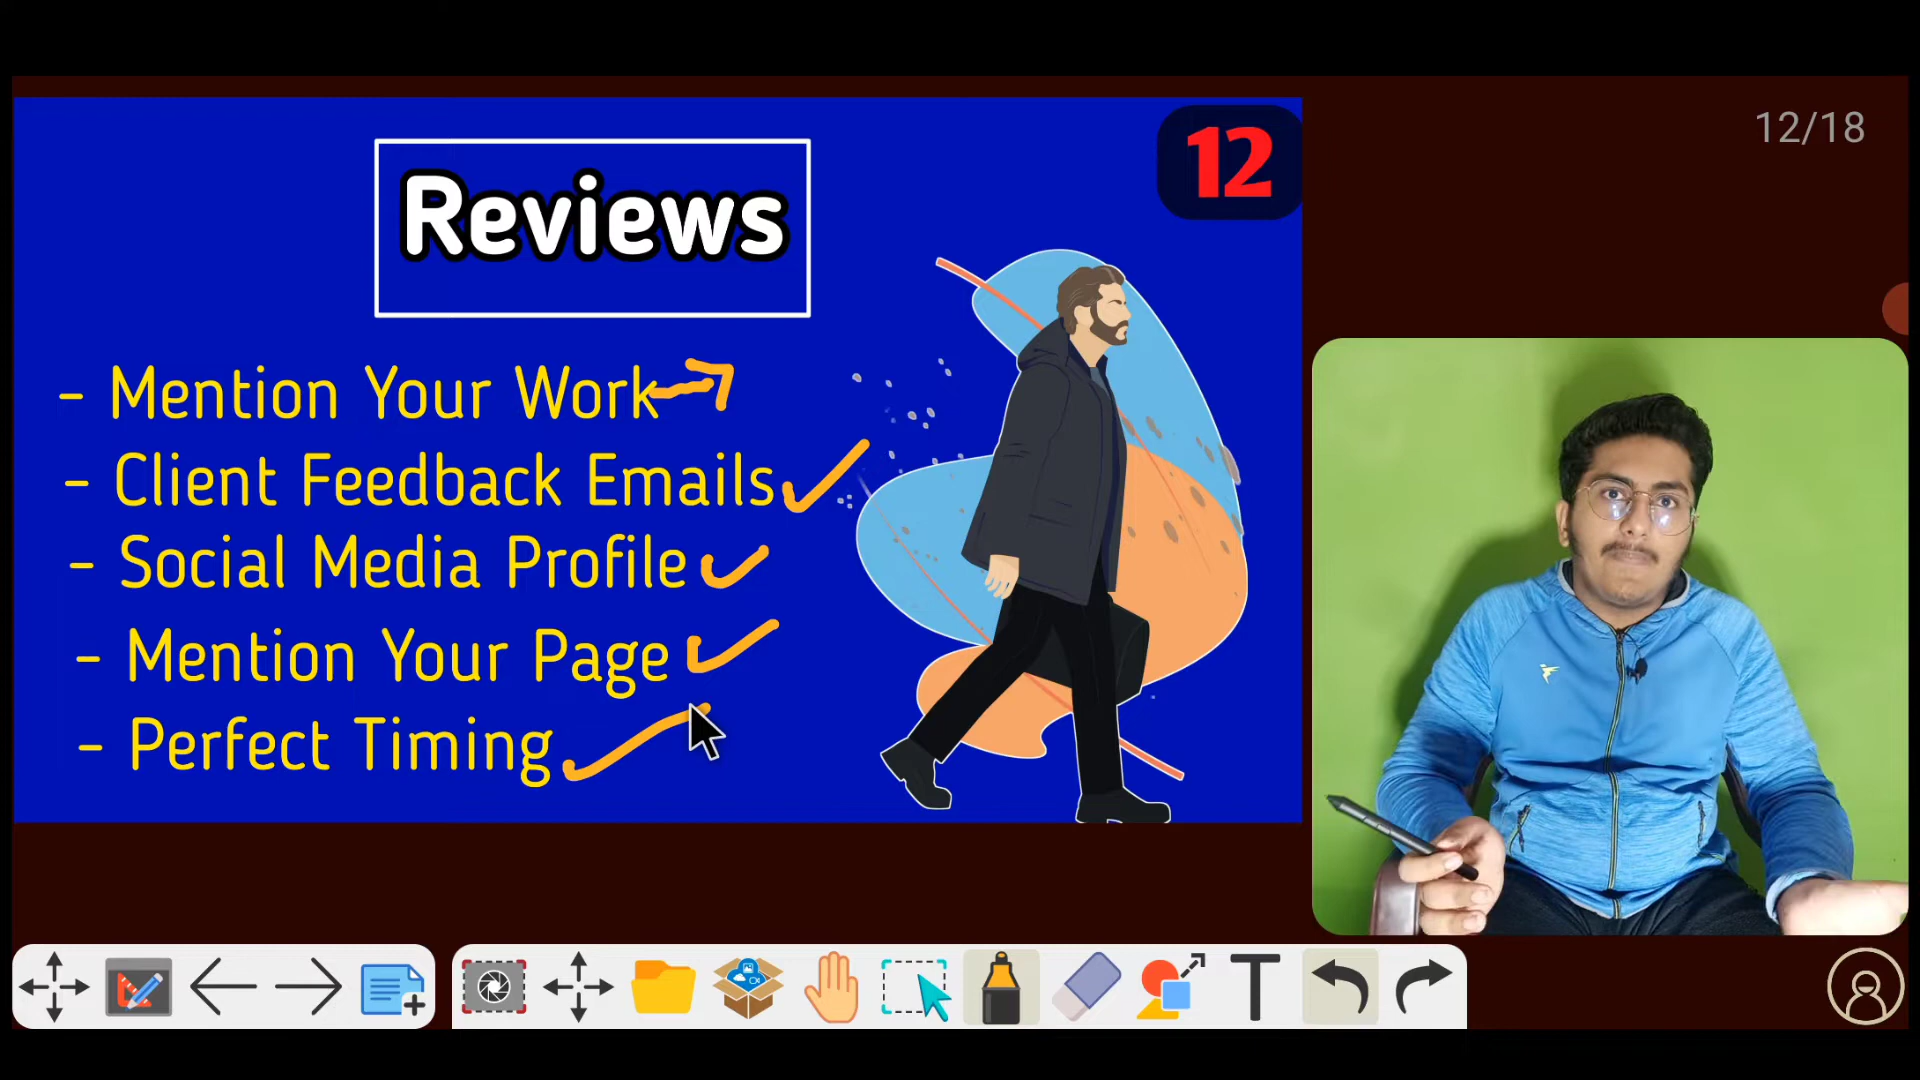 12/18
12
Reviews
- Mention Your Work
- Client Feedback Emails
- Social Media Profile
- Mention Your Page
- Perfect Timing
T